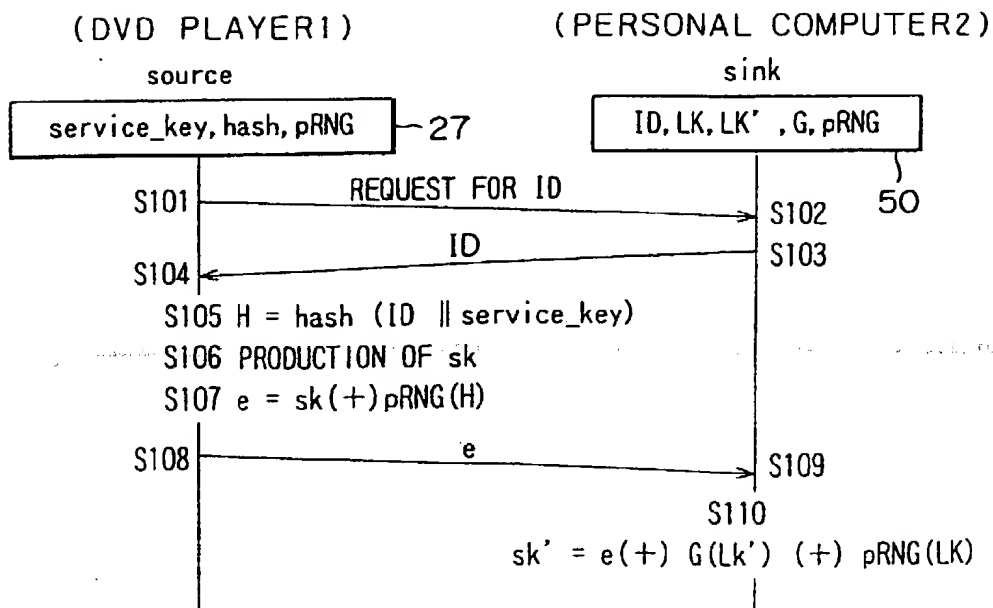 (DVD PLAYER1)
(PERSONAL COMPUTER2)
source
sink
service_key, hash, pRNG
27
ID, LK, LK', G, pRNG
50
S101
REQUEST FOR ID
S102
ID
S103
S104
S105 H = hash (ID || service_key)
S106 PRODUCTION OF sk
S107 e = sk(+)pRNG(H)
S108
e
S109
S110
sk' = e(+) G(Lk') (+) pRNG(LK)